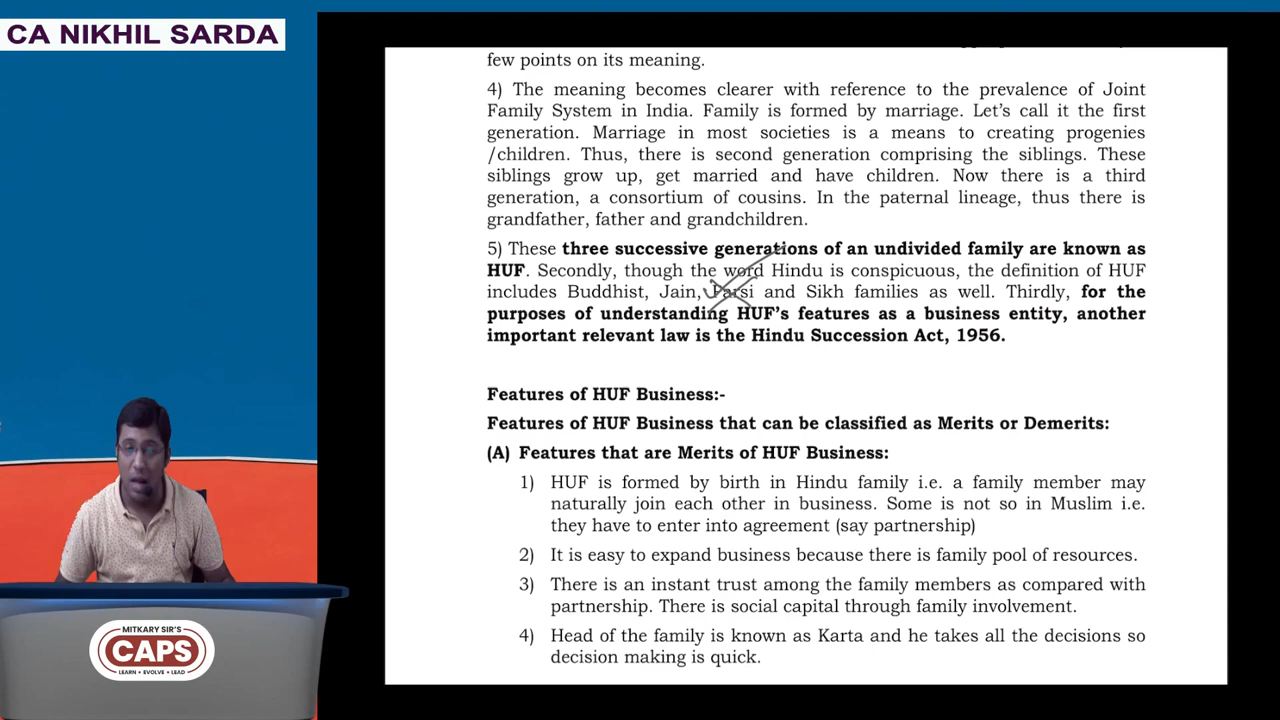 CA NIKHIL SARDA
few points on its meaning.
4) The meaning becomes clearer with reference to the prevalence of Joint
Family System in India. Family is formed by marriage. Let's call it the first
generation. Marriage in most societies is a means to creating progenies
/children. Thus, there is second generation comprising the siblings. These
siblings grow up, get married and have children. Now there is a third
generation, a consortium of cousins. In the paternal lineage, thus there is
grandfather, father and grandchildren.
5) These three successive generations of an undivided family are known as
HUF. Secondly, though the word Hindu is conspicuous, the definition of HUF
includes Buddhist, Jain, Parsi and Sikh families as well. Thirdly, for the
purposes of understanding HUF's features as a business entity, another
important relevant law is the Hindu Succession Act, 1956.
Features of HUF Business:-
Features of HUF Business that can be classified as Merits or Demerits:
(A) Features that are Merits of HUF Business:
1) HUF is formed by birth in Hindu family i.e. a family member may
naturally join each other in business. Some is not so in Muslim i.e.
they have to enter into agreement (say partnership)
2) It is easy to expand business because there is family pool of resources.
3) There is an instant trust among the family members as compared with
partnership. There is social capital through family involvement.
4) Head of the family is known as Karta and he takes all the decisions so
decision making is quick.
MITKARY SIR'S
CAPS
LEARN • EVOLVE • LEAD